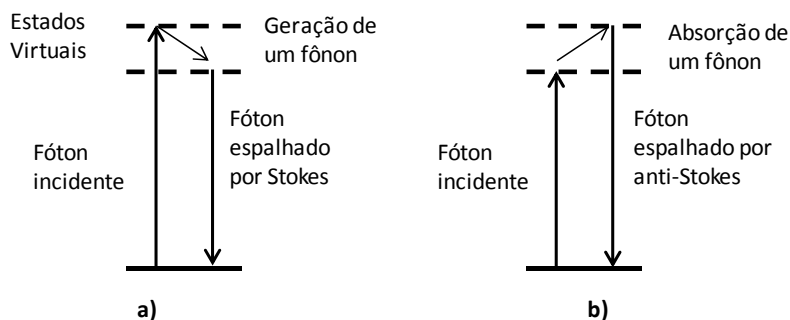 Estados
Virtuais
Geração de
um fônon
Fóton
incidente
Fóton
espalhado
por Stokes
a)
Absorção de
um fônon
Fóton
incidente
Fóton
espalhado por
anti-Stokes
b)